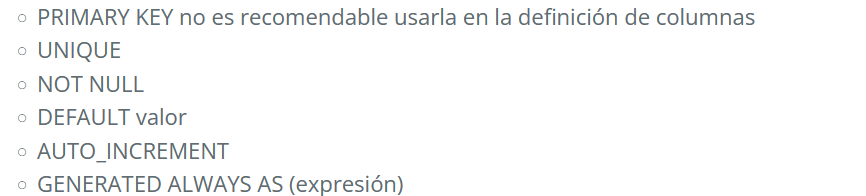 PRIMARY KEY no es recomendable usarla en la definición de columnas
UNIQUE
NOT NULL
DEFAULT valor
AUTO_INCREMENT
GENERATED ALWAYS AS (expresión)